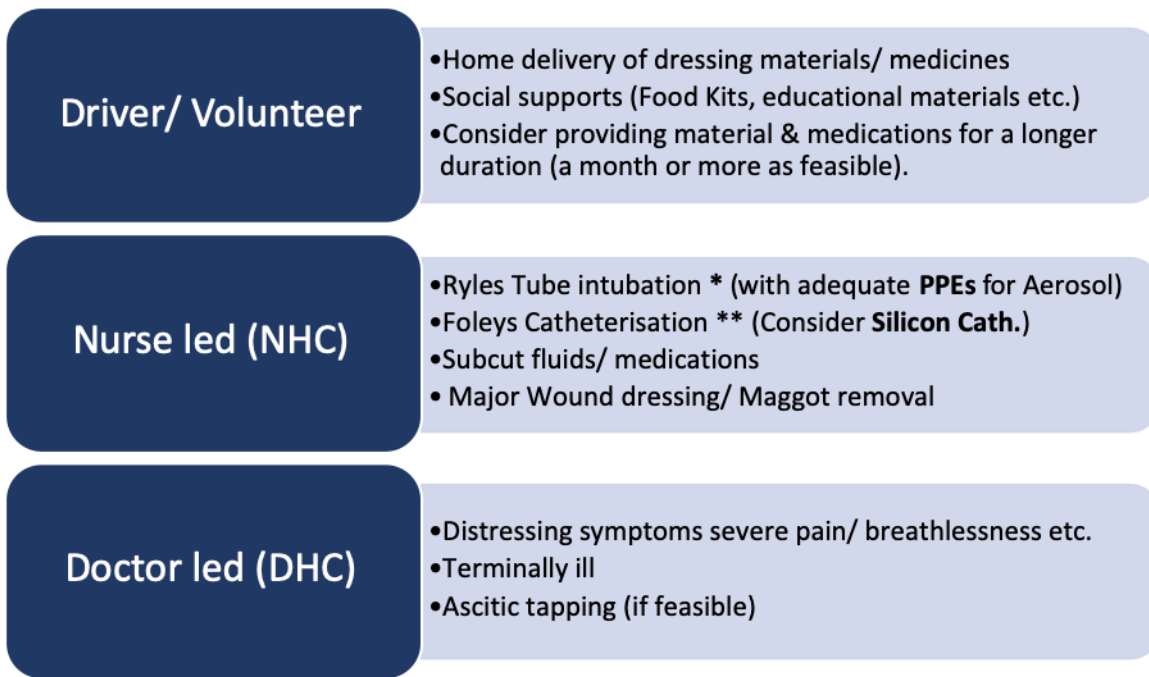 Driver/ Volunteer
•Home delivery of dressing materials/ medicines
•Social supports (Food Kits, educational materials etc.)
•Consider providing material & medications for a longer
duration (a month or more as feasible).
Nurse led (NHC)
•Ryles Tube intubation * (with adequate PPEs for Aerosol)
•Foleys Catheterisation ** (Consider Silicon Cath.)
•Subcut fluids/ medications
• Major Wound dressing/ Maggot removal
Doctor led (DHC)
•Distressing symptoms severe pain/ breathlessness etc.
•Terminally ill
•Ascitic tapping (if feasible)